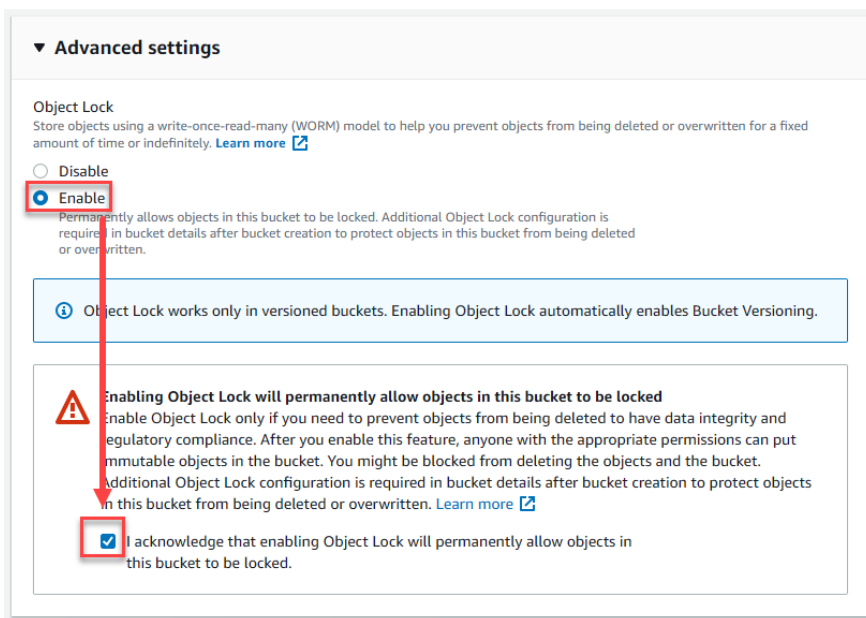 Advanced settings
Object Lock
Store objects using a write-once-read-many (WORM) model to help you prevent objects from being deleted or overwritten for a fixed
amount of time or indefinitely. Learn more
Disable
Enable
Permanently allows objects in this bucket to be locked. Additional Object Lock configuration is
required in bucket details after bucket creation to protect objects in this bucket from being deleted
or overwritten.
Object Lock works only in versioned buckets. Enabling Object Lock automatically enables Bucket Versioning.
Enabling Object Lock will permanently allow objects in this bucket to be locked
Enable Object Lock only if you need to prevent objects from being deleted to have data integrity and
regulatory compliance. After you enable this feature, anyone with the appropriate permissions can put
immutable objects in the bucket. You might be blocked from deleting the objects and the bucket.
Additional Object Lock configuration is required in bucket details after bucket creation to protect objects
in this bucket from being deleted or overwritten. Learn more
I acknowledge that enabling Object Lock will permanently allow objects in
this bucket to be locked.